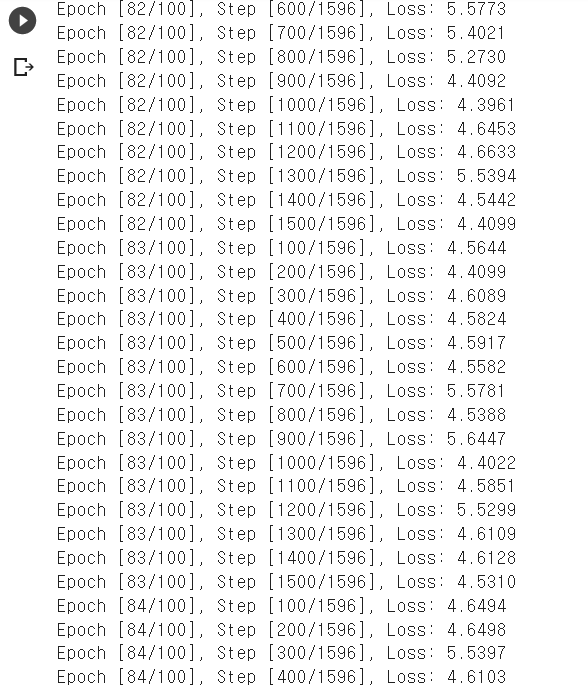 Epoch [82/100], Step [600/1596], Loss: 5.5773
Epoch [82/100], Step [700/1596], Loss: 5.4021
Epoch [82/100], Step [800/1596], Loss: 5.2730
Epoch [82/100], Step [900/1596], Loss: 4.4092
Epoch [82/100], Step [1000/1596], Loss: 4.3961
Epoch [82/100], Step [1100/1596], Loss: 4.6453
Epoch [82/100], Step [1200/1596], Loss: 4.6633
Epoch [82/100], Step [1300/1596], Loss: 5.5394
Epoch [82/100], Step [1400/1596], Loss: 4.5442
Epoch [82/100], Step [1500/1596], Loss: 4.4099
Epoch [83/100], Step [100/1596], Loss: 4.5644
Epoch [83/100], Step [200/1596], Loss: 4.4099
Epoch [83/100], Step [300/1596], Loss: 4.6089
Epoch [83/100], Step [400/1596], Loss: 4.5824
Epoch [83/100], Step [500/1596], Loss: 4.5917
Epoch [83/100], Step [600/1596], Loss: 4.5582
Epoch [83/100], Step [700/1596], Loss: 5.5781
Epoch [83/100], Step [800/1596], Loss: 4.5388
Epoch [83/100], Step [900/1596], Loss: 5.6447
Epoch [83/100], Step [1000/1596], Loss: 4.4022
Epoch [83/100], Step [1100/1596], Loss: 4.5851
Epoch [83/100], Step [1200/1596], Loss: 5.5299
Epoch [83/100], Step [1300/1596], Loss: 4.6109
Epoch [83/100], Step [1400/1596], Loss: 4.6128
Epoch [83/100], Step [1500/1596], Loss: 4.5310
Epoch [84/100], Step [100/1596], Loss: 4.6494
Epoch [84/100], Step [200/1596], Loss: 4.6498
Epoch [84/100], Step [300/1596], Loss: 5.5397
Epoch [84/100], Step [400/1596], Loss: 4.6103